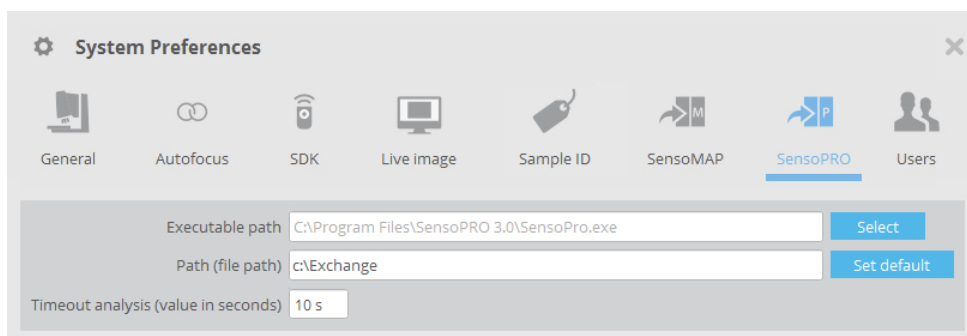 System Preferences
General Autofocus SDK Live image Sample ID SensoMAP SensoPRO Users
Executable path C:\Program Files\SensoPRO 3.0\SensoPro.exe Select
Path (file path) c:\Exchange Set default
Timeout analysis (value in seconds) 10 s